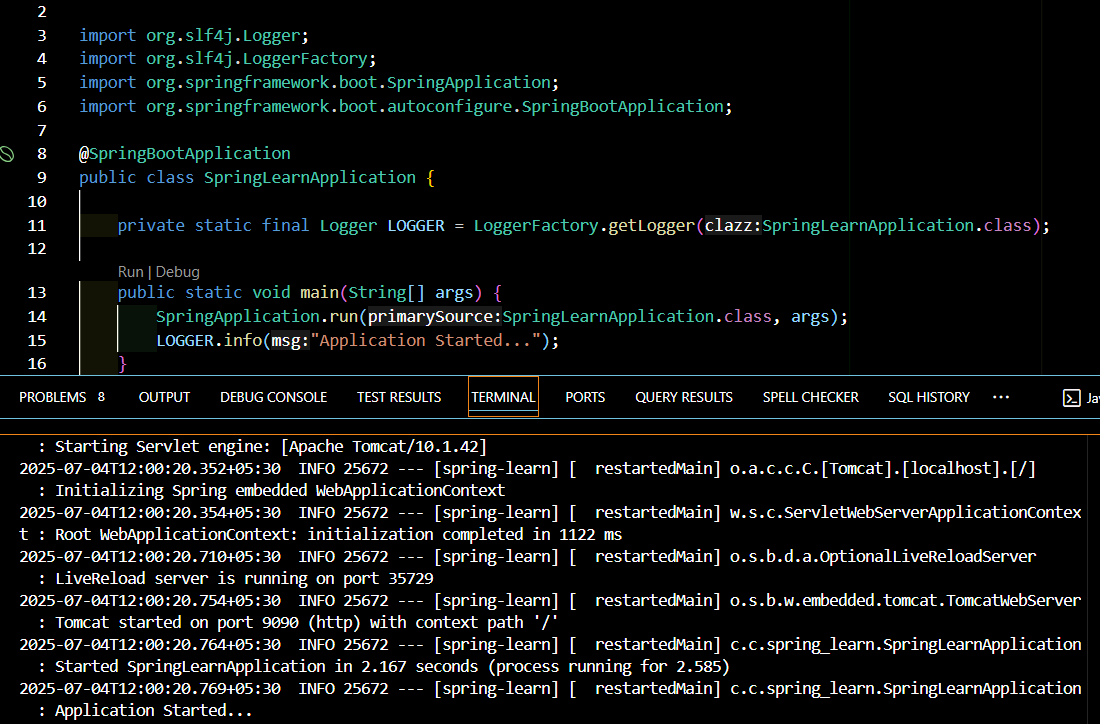 2
3 import org.slf4j.Logger;
4 import org.slf4j.LoggerFactory;
5 import org.springframework.boot.SpringApplication;
6 import org.springframework.boot.autoconfigure.SpringBootApplication;
7
8 @SpringBootApplication
9 public class SpringLearnApplication {
10
11 private static final Logger LOGGER = LoggerFactory.getLogger(clazz:SpringLearnApplication.class);
12
Run | Debug
13 public static void main(String[] args) {
14 SpringApplication.run(primarySource:SpringLearnApplication.class, args);
15 LOGGER.info(msg:"Application Started...");
16 }
PROBLEMS 8 OUTPUT DEBUG CONSOLE TEST RESULTS TERMINAL PORTS QUERY RESULTS SPELL CHECKER SQL HISTORY ··· Jav
: Starting Servlet engine: [Apache Tomcat/10.1.42]
2025-07-04T12:00:20.352+05:30 INFO 25672 --- [spring-learn] [ restartedMain] o.a.c.c.C.[Tomcat].[localhost].[/]
: Initializing Spring embedded WebApplicationContext
2025-07-04T12:00:20.354+05:30 INFO 25672 --- [spring-learn] [ restartedMain] w.s.c.ServletWebServerApplicationContex
t : Root WebApplicationContext: initialization completed in 1122 ms
2025-07-04T12:00:20.710+05:30 INFO 25672 --- [spring-learn] [ restartedMain] o.s.b.d.a.OptionalLiveReloadServer
: LiveReload server is running on port 35729
2025-07-04T12:00:20.754+05:30 INFO 25672 --- [spring-learn] [ restartedMain] o.s.b.w.embedded.tomcat.TomcatWebServer
: Tomcat started on port 9090 (http) with context path '/'
2025-07-04T12:00:20.764+05:30 INFO 25672 --- [spring-learn] [ restartedMain] c.c.spring_learn.SpringLearnApplication
: Started SpringLearnApplication in 2.167 seconds (process running for 2.585)
2025-07-04T12:00:20.769+05:30 INFO 25672 --- [spring-learn] [ restartedMain] c.c.spring_learn.SpringLearnApplication
: Application Started...